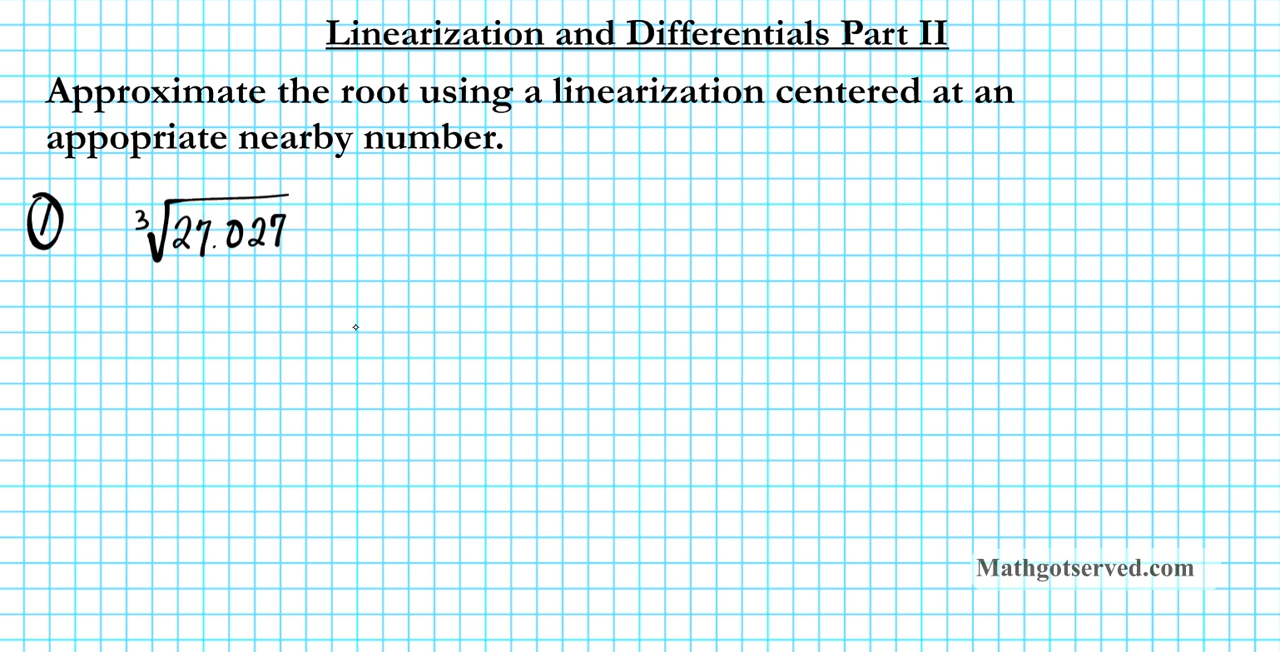 Linearization and Differentials Part II
Approximate the root using a linearization centered at an
appopriate nearby number.
① ∛27.027
Mathgotserved.com